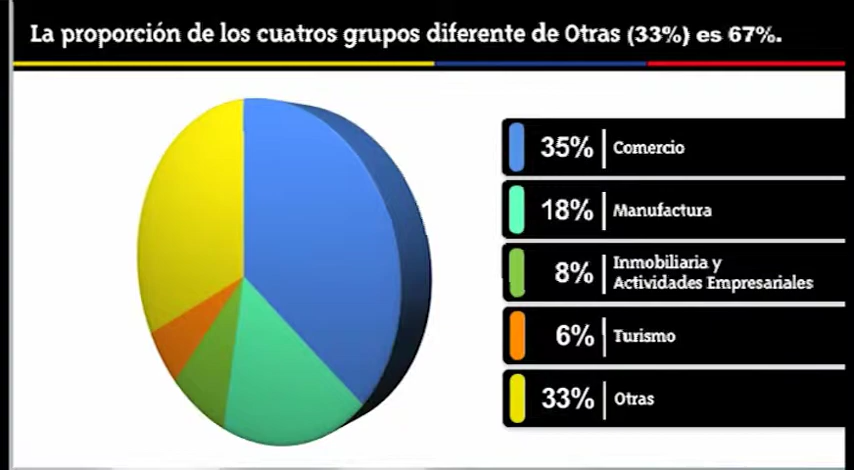 La proporción de los cuatros grupos diferente de Otras (33%) es 67%.
35% Comercio
18% Manufactura
8% Inmobiliaria y
Actividades Empresariales
6% Turismo
33% Otras